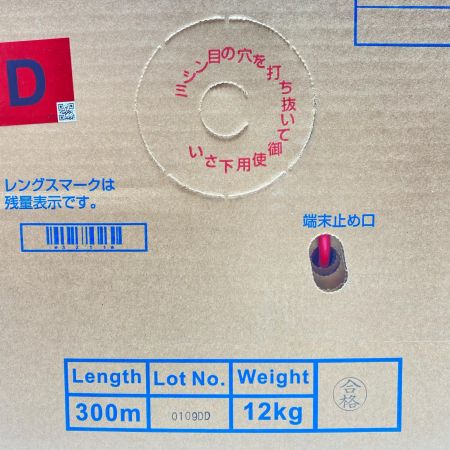 D
ミシン目の穴を打ち抜いて
御使用下さい
レングスマークは
残量表示です。
端末止め口
Length Lot No. Weight
300m 0109DD 12kg
合格